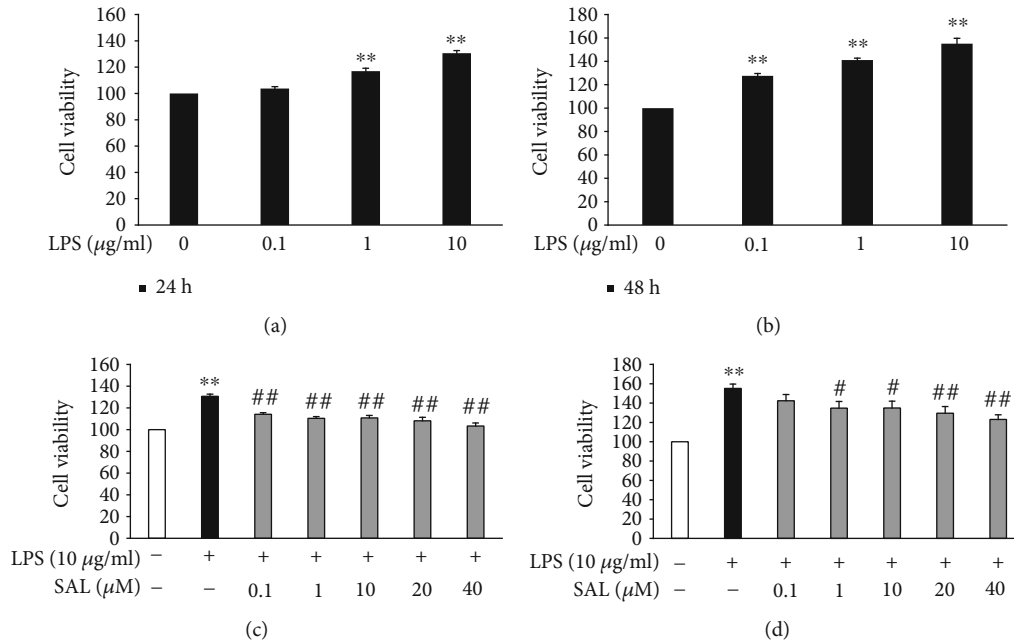 160
140
120
100
80
60
40
20
0
Cell viability
**
**
LPS (μg/ml)
0 0.1 1 10
■ 24 h
(a)
180
160
140
120
100
80
60
40
20
0
Cell viability
**
**
**
LPS (μg/ml)
0 0.1 1 10
■ 48 h
(b)
160
140
120
100
80
60
40
20
0
Cell viability
** ## ## ## ## ##
LPS (10 μg/ml) − + + + + + +
SAL (μM) − − 0.1 1 10 20 40
(c)
180
160
140
120
100
80
60
40
20
0
Cell viability
** # # ## ##
LPS (10 μg/ml) − + + + + + +
SAL (μM) − − 0.1 1 10 20 40
(d)